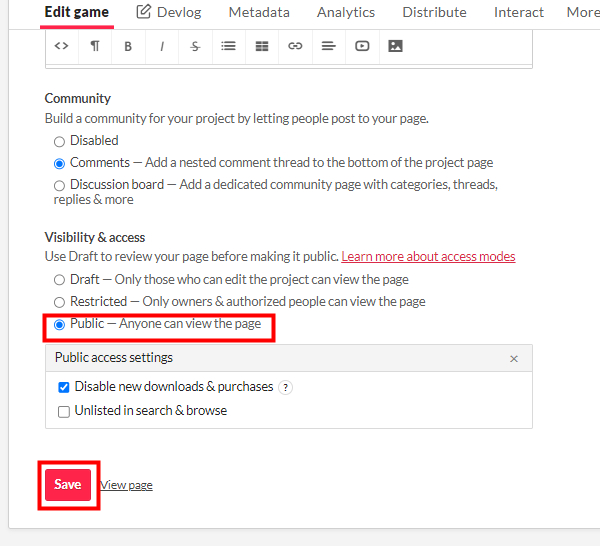 Edit game Devlog Metadata Analytics Distribute Interact More
Community
Build a community for your project by letting people post to your page.
Disabled
Comments — Add a nested comment thread to the bottom of the project page
Discussion board — Add a dedicated community page with categories, threads,
replies & more
Visibility & access
Use Draft to review your page before making it public. Learn more about access modes
Draft — Only those who can edit the project can view the page
Restricted — Only owners & authorized people can view the page
Public — Anyone can view the page
Public access settings ×
Disable new downloads & purchases ?
Unlisted in search & browse
Save View page